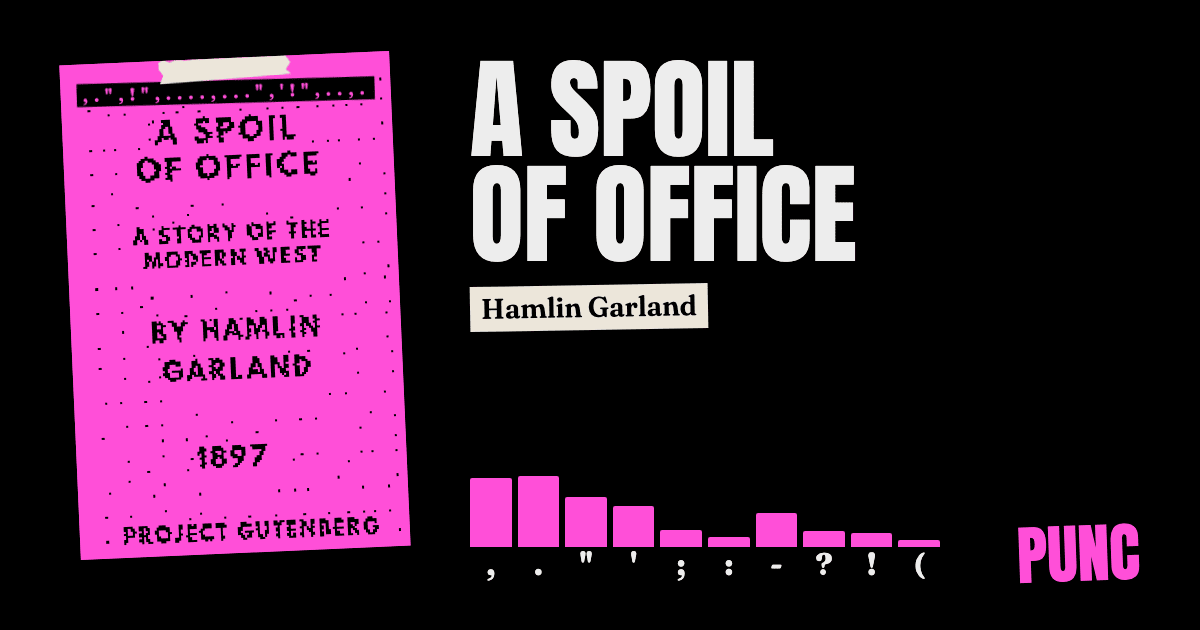 ,.",!",....,...",'!",..,.
A SPOIL
OF OFFICE
A STORY OF THE
MODERN WEST
BY HAMLIN
GARLAND
1897
PROJECT GUTENBERG
A SPOIL
OF OFFICE
Hamlin Garland
, . " ' ; : - ? ! (
PUNC